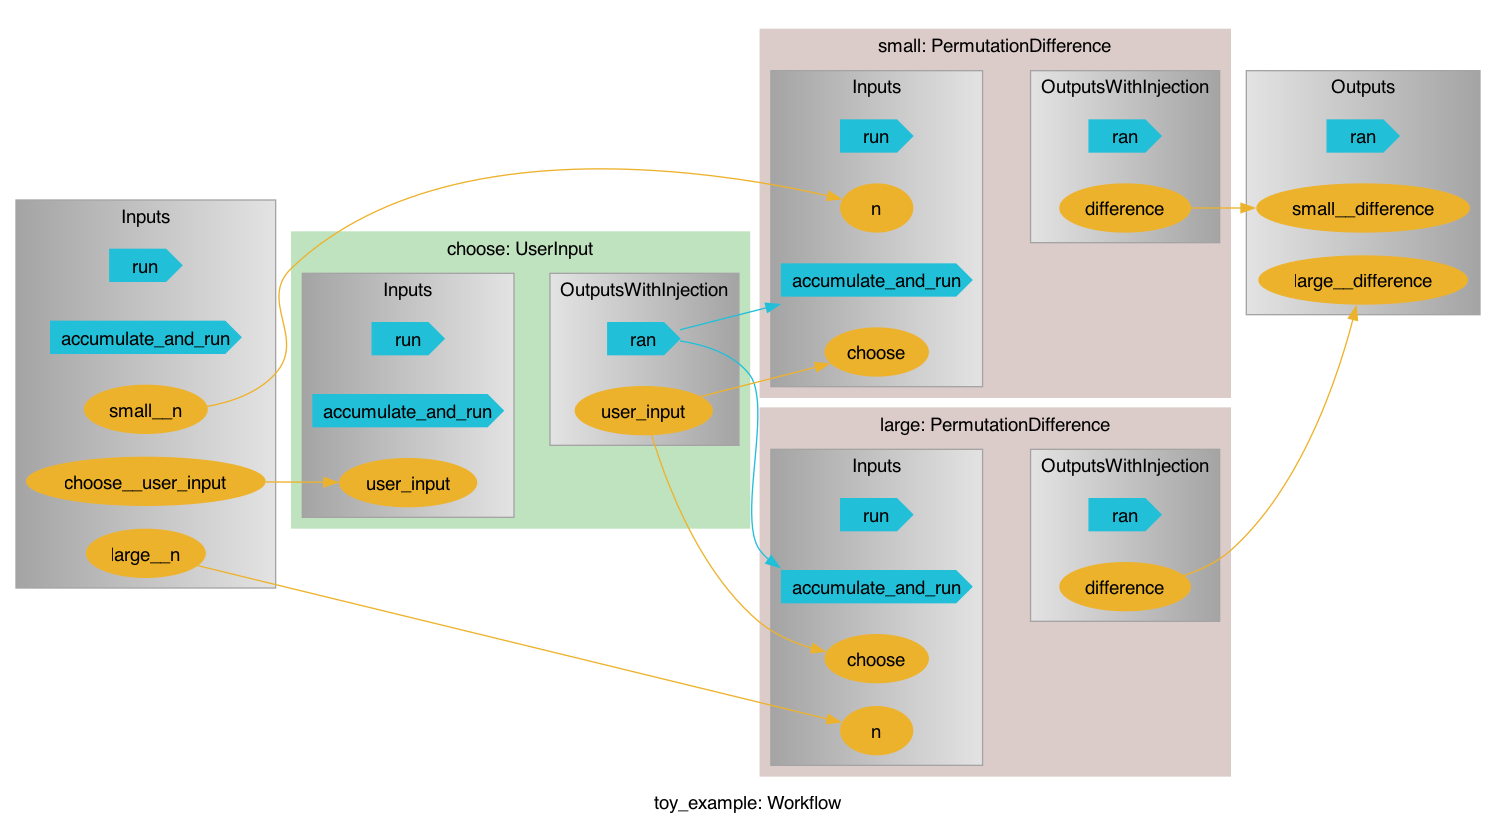 Inputs
run
accumulate_and_run
small__n
choose__user_input
large__n
choose: UserInput
Inputs
run
accumulate_and_run
user_input
OutputsWithInjection
ran
user_input
small: PermutationDifference
Inputs
run
n
accumulate_and_run
choose
OutputsWithInjection
ran
difference
large: PermutationDifference
Inputs
run
accumulate_and_run
choose
n
OutputsWithInjection
ran
difference
Outputs
ran
small__difference
large__difference
toy_example: Workflow